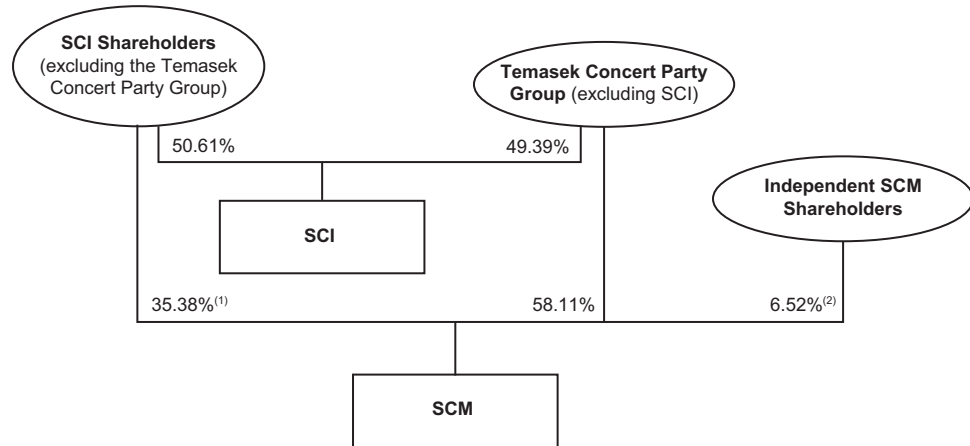 SCI Shareholders
(excluding the Temasek
Concert Party Group)
Temasek Concert Party
Group (excluding SCI)
50.61%
49.39%
Independent SCM
Shareholders
SCI
35.38%(1)
58.11%
6.52%(2)
SCM